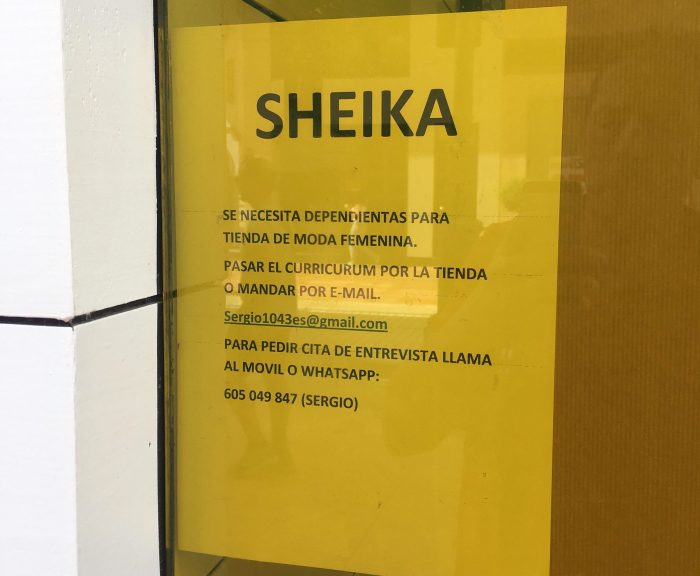 SHEIKA
SE NECESITA DEPENDIENTAS PARA
TIENDA DE MODA FEMENINA.
PASAR EL CURRICURUM POR LA TIENDA
O MANDAR POR E-MAIL.
Sergio1043es@gmail.com
PARA PEDIR CITA DE ENTREVISTA LLAMA
AL MOVIL O WHATSAPP:
605 049 847 (SERGIO)